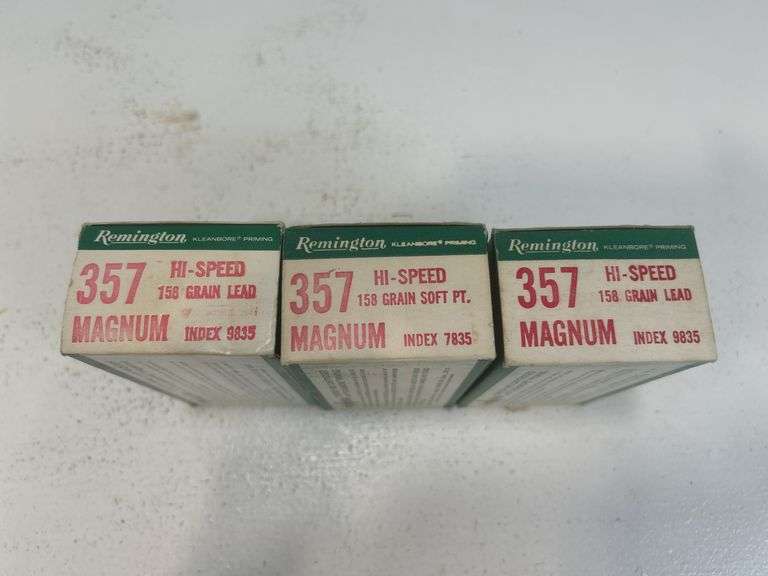 Remington KLEANBORE® PRIMING
357 HI-SPEED
158 GRAIN LEAD
MAGNUM INDEX 9835
Remington KLEANBORE® PRIMING
357 HI-SPEED
158 GRAIN SOFT PT.
MAGNUM INDEX 7835
Remington KLEANBORE® PRIMING
357 HI-SPEED
158 GRAIN LEAD
MAGNUM INDEX 9835